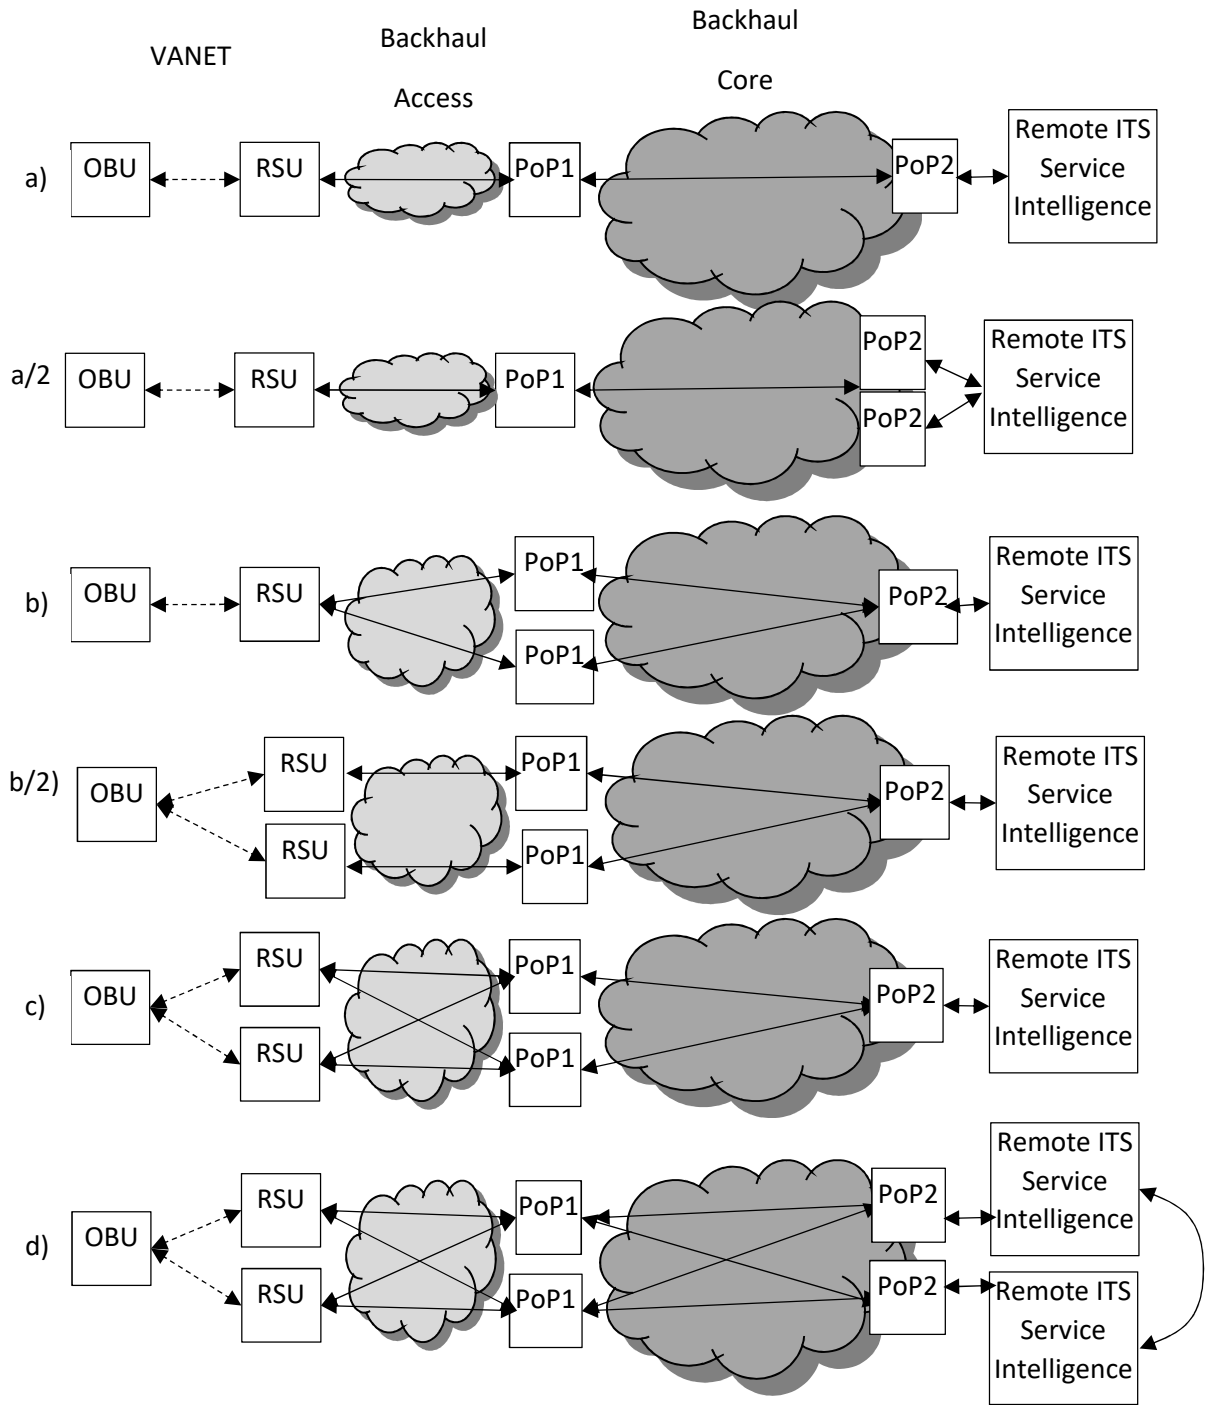 VANET
Backhaul
Access
Backhaul
Core
a)
OBU
RSU
PoP1
PoP2
Remote ITS
Service
Intelligence
a/2
OBU
RSU
PoP1
PoP2
PoP2
Remote ITS
Service
Intelligence
b)
OBU
RSU
PoP1
PoP1
PoP2
Remote ITS
Service
Intelligence
b/2)
OBU
RSU
RSU
PoP1
PoP1
PoP2
Remote ITS
Service
Intelligence
c)
OBU
RSU
RSU
PoP1
PoP1
PoP2
Remote ITS
Service
Intelligence
d)
OBU
RSU
RSU
PoP1
PoP1
PoP2
PoP2
Remote ITS
Service
Intelligence
Remote ITS
Service
Intelligence